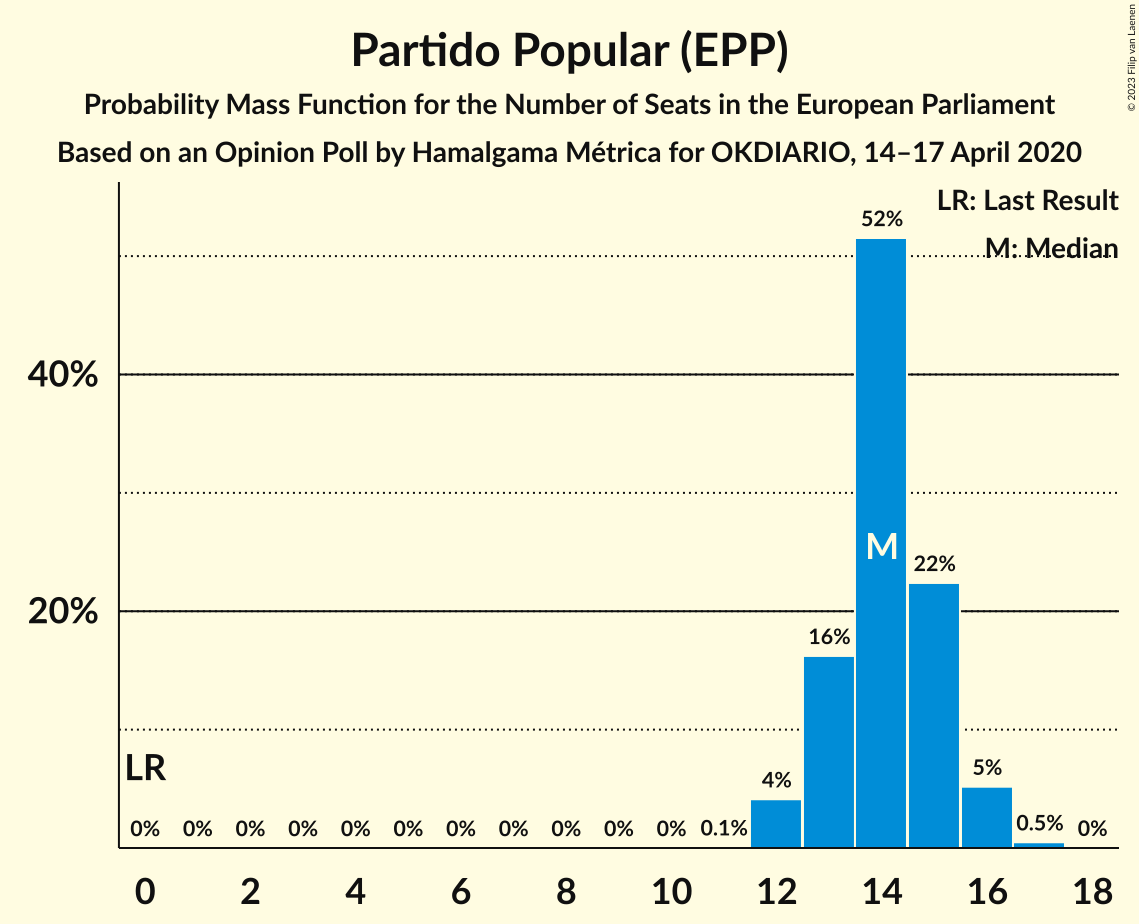 Partido Popular (EPP)
Probability Mass Function for the Number of Seats in the European Parliament
Based on an Opinion Poll by Hamalgama Métrica for OKDIARIO, 14–17 April 2020
© 2023 Filip van Laenen
LR: Last Result
M: Median
52%
40%
M
22%
20%
16%
LR
4%
5%
0% 0% 0% 0% 0% 0% 0% 0% 0% 0% 0% 0.1% 0.5% 0%
0 2 4 6 8 10 12 14 16 18